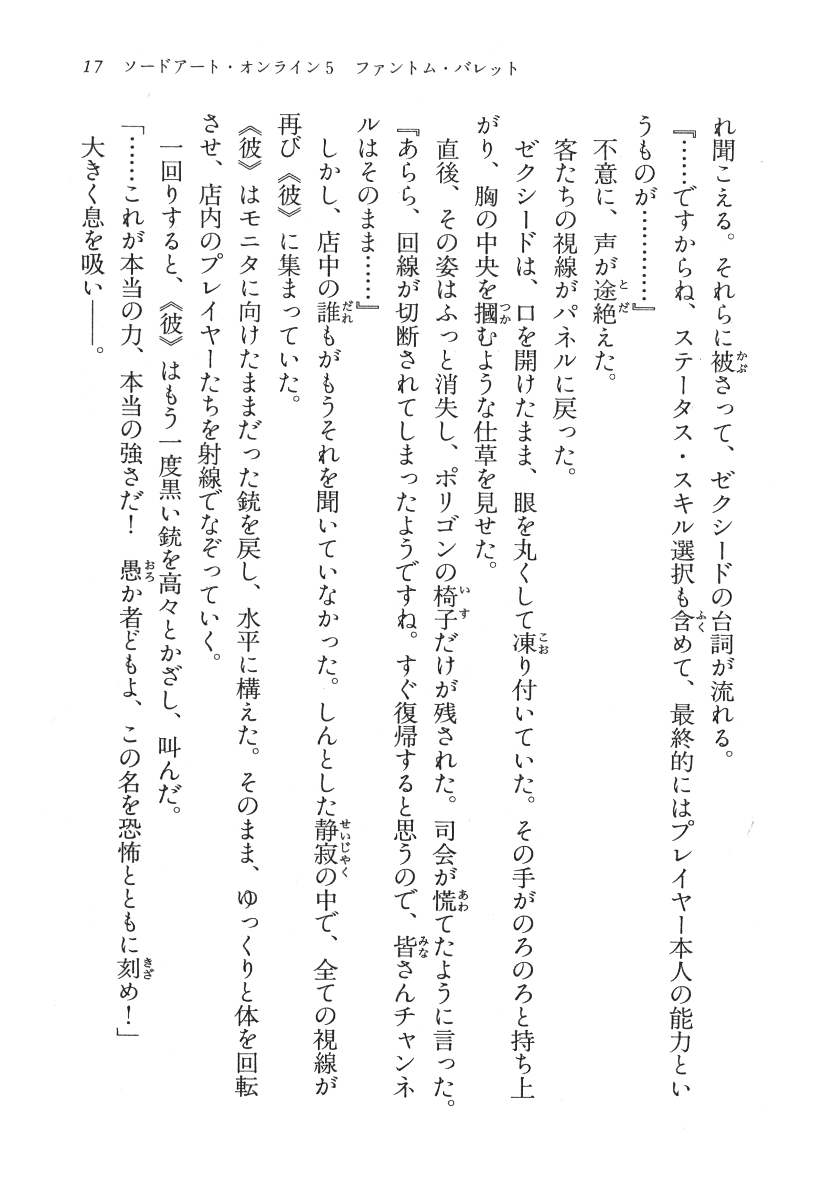 17 ソードアート・オンライン5 ファントム・バレット
れ聞こえる。それらに被さって、ゼクシードの台詞が流れる。
『……ですからね、ステータス・スキル選択も含めて、最終的にはプレイヤー本人の能力とい
うものが…………』
不意に、声が途絶えた。
客たちの視線がパネルに戻った。
ゼクシードは、口を開けたまま、眼を丸くして凍り付いていた。その手がのろのろと持ち上
がり、胸の中央を摑むような仕草を見せた。
直後、その姿はふっと消失し、ポリゴンの椅子だけが残された。司会が慌てたように言った。
『あらら、回線が切断されてしまったようですね。すぐ復帰すると思うので、皆さんチャンネ
ルはそのまま……』
しかし、店中の誰もがもうそれを聞いていなかった。しんとした静寂の中で、全ての視線が
再び《彼》に集まっていた。
《彼》はモニタに向けたままだった銃を戻し、水平に構えた。そのまま、ゆっくりと体を回転
させ、店内のプレイヤーたちを射線でなぞっていく。
一回りすると、《彼》はもう一度黒い銃を高々とかざし、叫んだ。
「……これが本当の力、本当の強さだ！　愚か者どもよ、この名を恐怖とともに刻め！」
大きく息を吸い――。